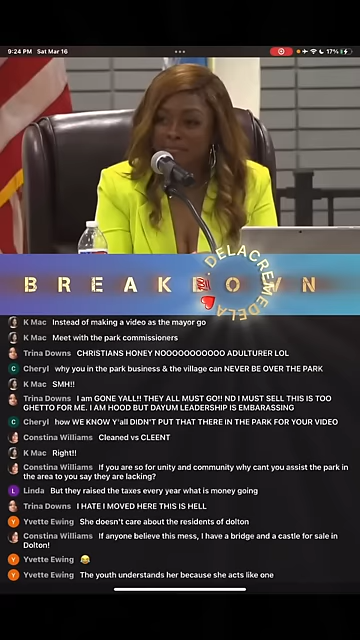 9:24 PM Sat Mar 16
17%
DELACREMEDELA
BREAKDOWN
K Mac Instead of making a video as the mayor go
K Mac Meet with the park commissioners
Trina Downs CHRISTIANS HONEY NOOOOOOOOOOO ADULTURER LOL
C Cheryl why you in the park business & the village can NEVER BE OVER THE PARK
K Mac SMH!!
Trina Downs I am GONE YALL!! THEY ALL MUST GO!! ND I MUST SELL THIS IS TOO
GHETTO FOR ME. I AM HOOD BUT DAYUM LEADERSHIP IS EMBARASSING
C Cheryl how WE KNOW Y'all DIDN"T PUT THAT THERE IN THE PARK FOR YOUR VIDEO
Constina Williams Cleaned vs CLEENT
K Mac Right!!
Constina Williams If you are so for unity and community why cant you assist the park in
the area to you say they are lacking?
L Linda But they raised the taxes every year what is money going
Trina Downs I HATE I MOVED HERE THIS IS HELL
Y Yvette Ewing She doesn't care about the residents of dolton
Constina Williams If anyone believe this mess, I have a bridge and a castle for sale in
Dolton!
Y Yvette Ewing 😂
Y Yvette Ewing The youth understands her because she acts like one